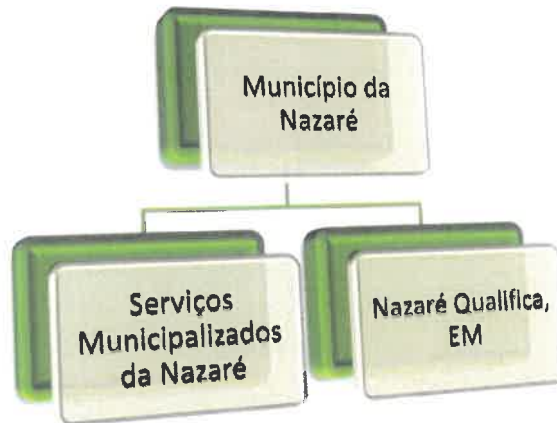 Município da
Nazaré
Serviços
Municipalizados
da Nazaré
Nazaré Qualifica,
EM